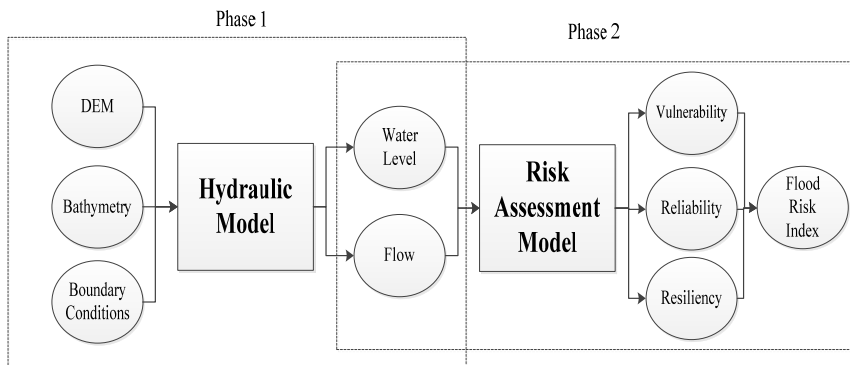 Phase 1
Phase 2
DEM
Bathymetry
Boundary
Conditions
Hydraulic
Model
Water
Level
Flow
Risk
Assessment
Model
Vulnerability
Reliability
Resiliency
Flood
Risk
Index